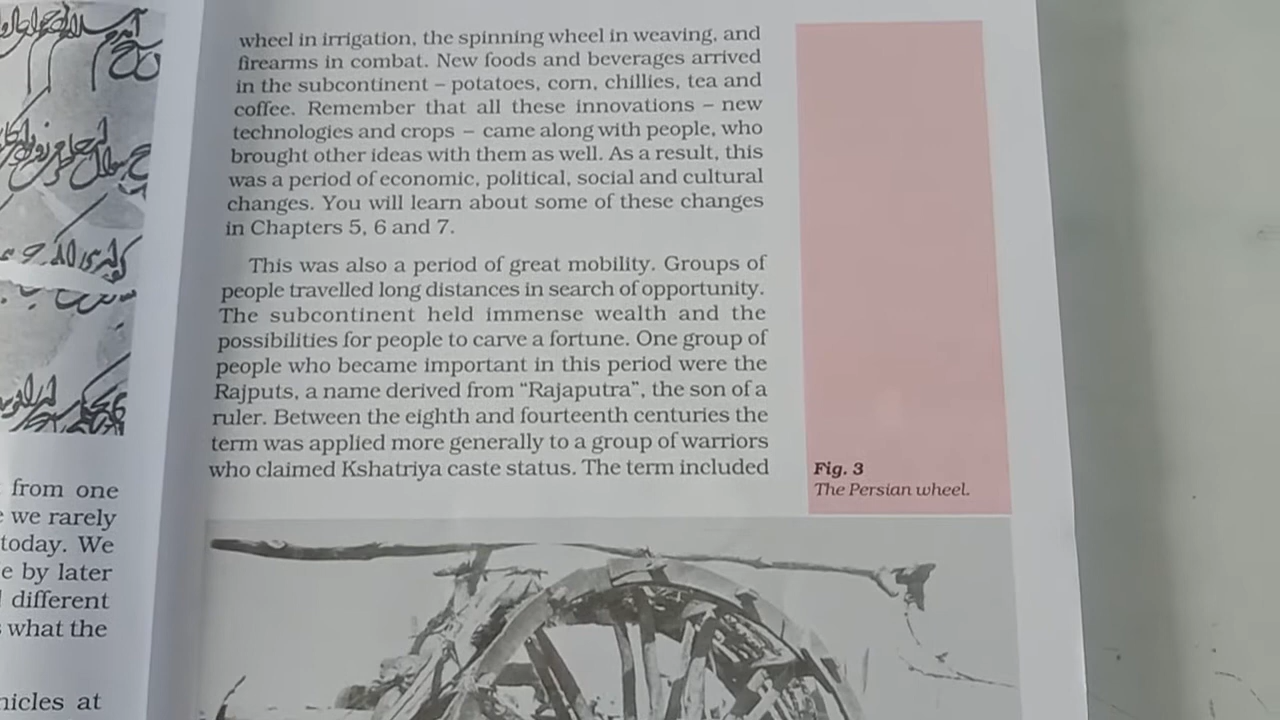 from one
we rarely
today. We
e by later
different
what the
at
wheel in irrigation, the spinning wheel in weaving, and
firearms in combat. New foods and beverages arrived
in the subcontinent – potatoes, corn, chillies, tea and
coffee. Remember that all these innovations – new
technologies and crops – came along with people, who
brought other ideas with them as well. As a result, this
was a period of economic, political, social and cultural
changes. You will learn about some of these changes
in Chapters 5, 6 and 7.
This was also a period of great mobility. Groups of
people travelled long distances in search of opportunity.
The subcontinent held immense wealth and the
possibilities for people to carve a fortune. One group of
people who became important in this period were the
Rajputs, a name derived from “Rajaputra”, the son of a
ruler. Between the eighth and fourteenth centuries the
term was applied more generally to a group of warriors
who claimed Kshatriya caste status. The term included
Fig. 3
The Persian wheel.